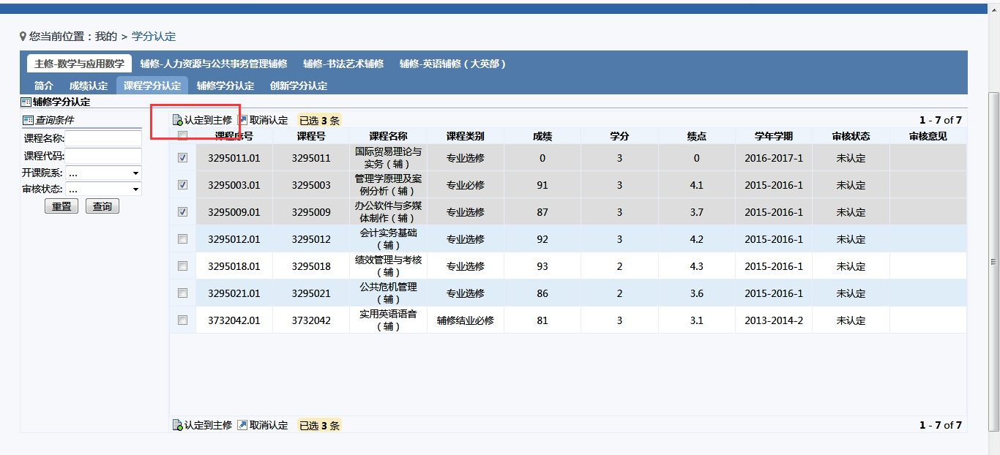 您当前位置：我的 > 学分认定
主修-数学与应用数学 辅修-人力资源与公共事务管理辅修 辅修-书法艺术辅修 辅修-英语辅修（大英部）
简介 成绩认定 课程学分认定 辅修学分认定 创新学分认定
辅修学分认定
查询条件
课程名称:
课程代码:
开课院系: ...
审核状态: ...
重置 查询
认定到主修 取消认定 已选 3 条 1 - 7 of 7
课程序号 课程号 课程名称 课程类别 成绩 学分 绩点 学年学期 审核状态 审核意见
3295011.01 3295011 国际贸易理论与实务（辅） 专业选修 0 3 0 2016-2017-1 未认定
3295003.01 3295003 管理学原理及案例分析（辅） 专业必修 91 3 4.1 2015-2016-1 未认定
3295009.01 3295009 办公软件与多媒体制作（辅） 专业选修 87 3 3.7 2015-2016-1 未认定
3295012.01 3295012 会计实务基础（辅） 专业选修 92 3 4.2 2015-2016-1 未认定
3295018.01 3295018 绩效管理与考核（辅） 专业选修 93 2 4.3 2015-2016-1 未认定
3295021.01 3295021 公共危机管理（辅） 专业选修 86 2 3.6 2015-2016-1 未认定
3732042.01 3732042 实用英语语音（辅） 辅修结业必修 81 3 3.1 2013-2014-2 未认定
认定到主修 取消认定 已选 3 条 1 - 7 of 7